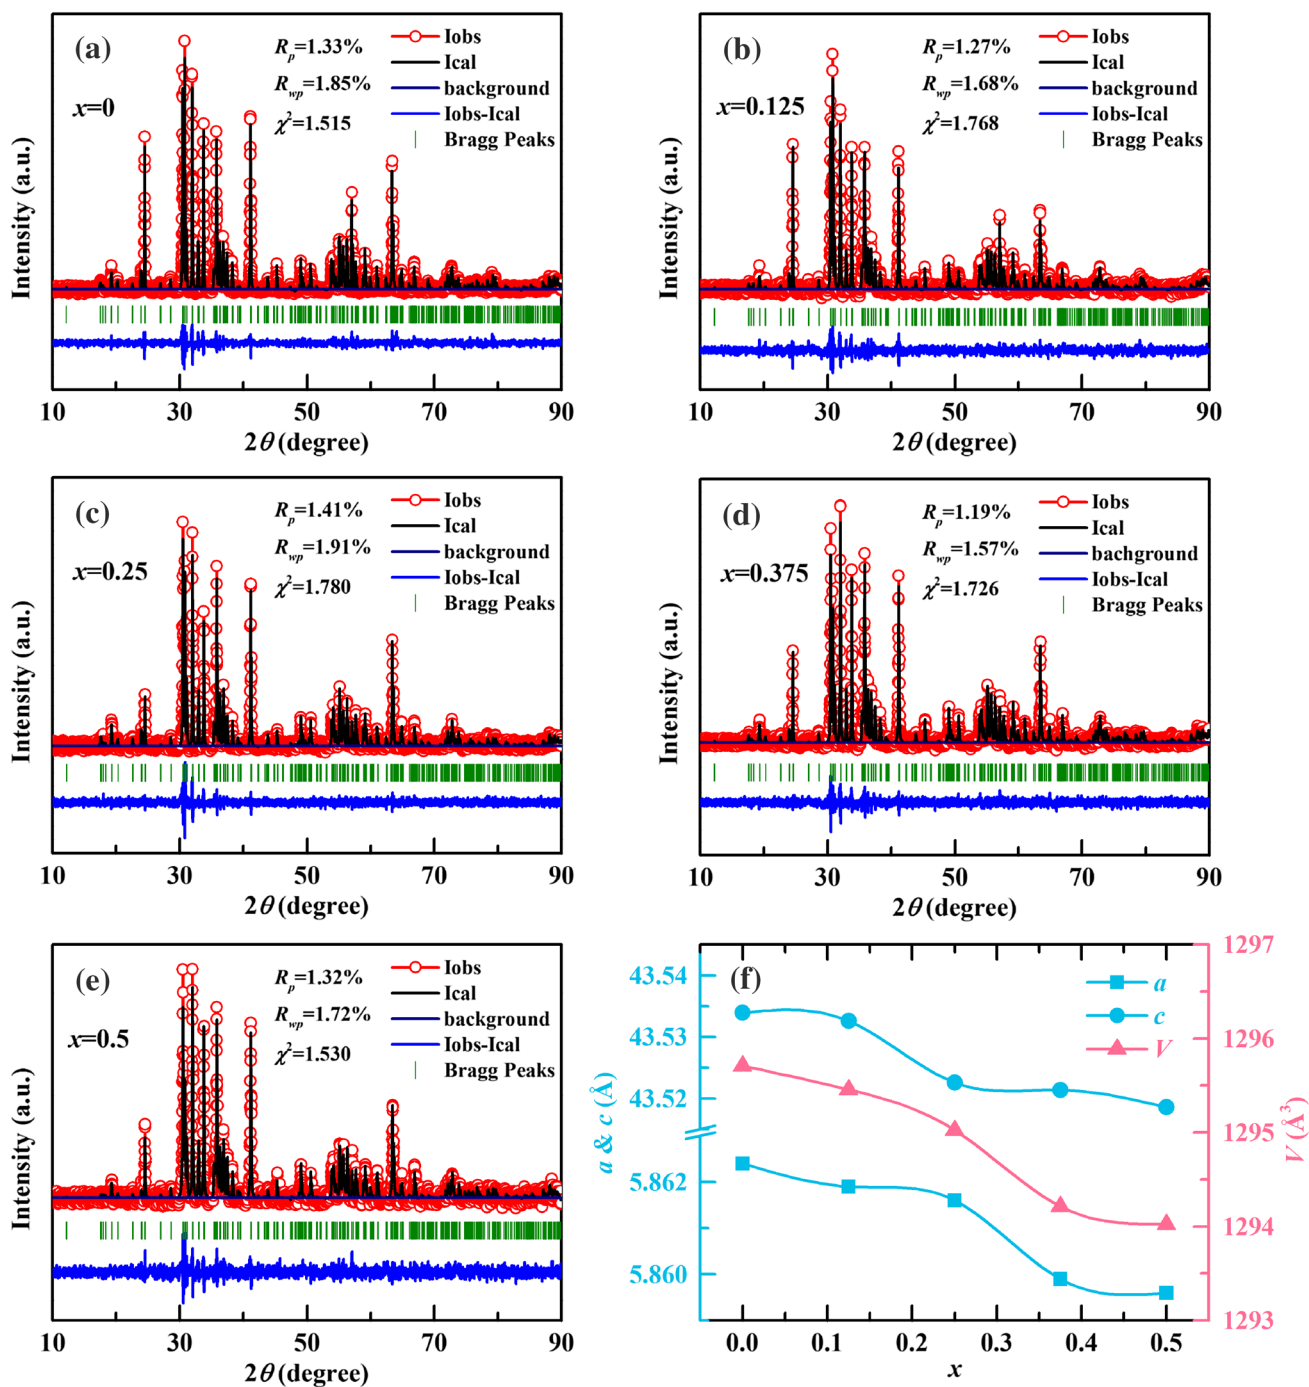 (a)
x=0
R_p=1.33%
R_wp=1.85%
χ²=1.515
Iobs
Ical
background
Iobs-Ical
Bragg Peaks
Intensity (a.u.)
10 30 50 70 90
2θ (degree)
(b)
x=0.125
R_p=1.27%
R_wp=1.68%
χ²=1.768
Iobs
Ical
background
Iobs-Ical
Bragg Peaks
Intensity (a.u.)
10 30 50 70 90
2θ (degree)
(c)
x=0.25
R_p=1.41%
R_wp=1.91%
χ²=1.780
Iobs
Ical
background
Iobs-Ical
Bragg Peaks
Intensity (a.u.)
10 30 50 70 90
2θ (degree)
(d)
x=0.375
R_p=1.19%
R_wp=1.57%
χ²=1.726
Iobs
Ical
bachground
Iobs-Ical
Bragg Peaks
Intensity (a.u.)
10 30 50 70 90
2θ (degree)
(e)
x=0.5
R_p=1.32%
R_wp=1.72%
χ²=1.530
Iobs
Ical
background
Iobs-Ical
Bragg Peaks
Intensity (a.u.)
10 30 50 70 90
2θ (degree)
(f)
a
c
V
43.54
43.53
43.52
5.862
5.860
a & c (Å)
1297
1296
1295
1294
1293
V (Å³)
0.0 0.1 0.2 0.3 0.4 0.5
x